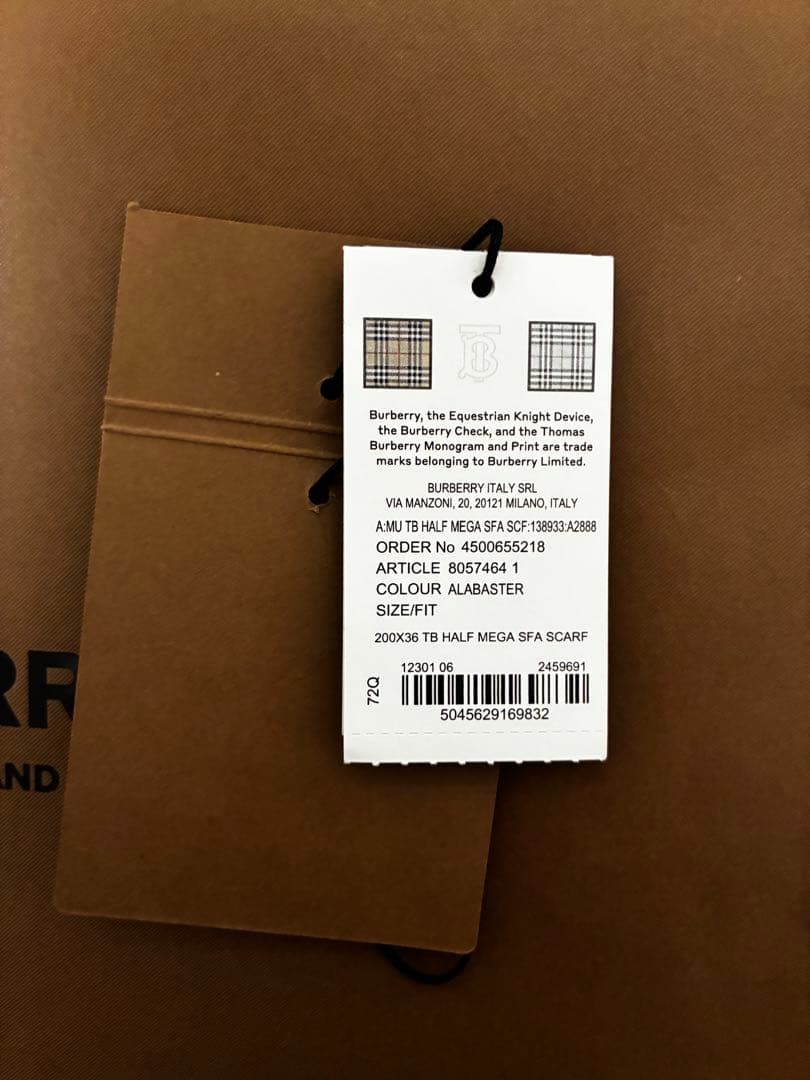 Burberry, the Equestrian Knight Device,
the Burberry Check, and the Thomas
Burberry Monogram and Print are trade
marks belonging to Burberry Limited.
BURBERRY ITALY SRL
VIA MANZONI, 20, 20121 MILANO, ITALY
A:MU TB HALF MEGA SFA SCF:138933:A2888
ORDER No 4500655218
ARTICLE 8057464 1
COLOUR ALABASTER
SIZE/FIT
200X36 TB HALF MEGA SFA SCARF
12301 06 2459691
72Q
5045629169832
RR
AND